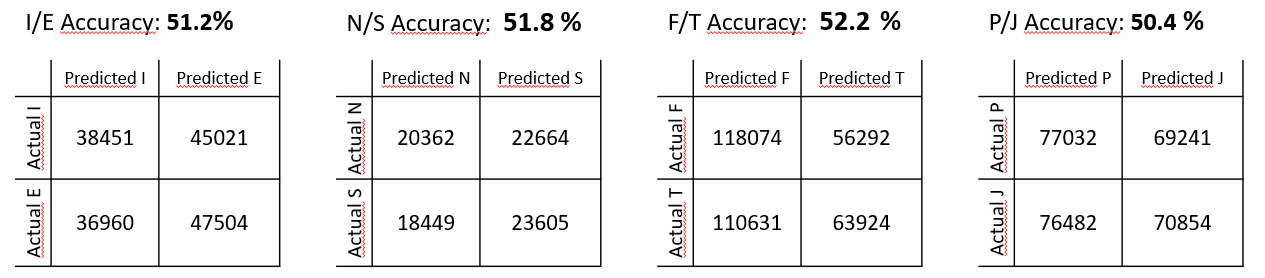 I/E Accuracy: 51.2%
Predicted I Predicted E
Actual I 38451 45021
Actual E 36960 47504
N/S Accuracy: 51.8 %
Predicted N Predicted S
Actual N 20362 22664
Actual S 18449 23605
F/T Accuracy: 52.2 %
Predicted F Predicted T
Actual F 118074 56292
Actual T 110631 63924
P/J Accuracy: 50.4 %
Predicted P Predicted J
Actual P 77032 69241
Actual J 76482 70854